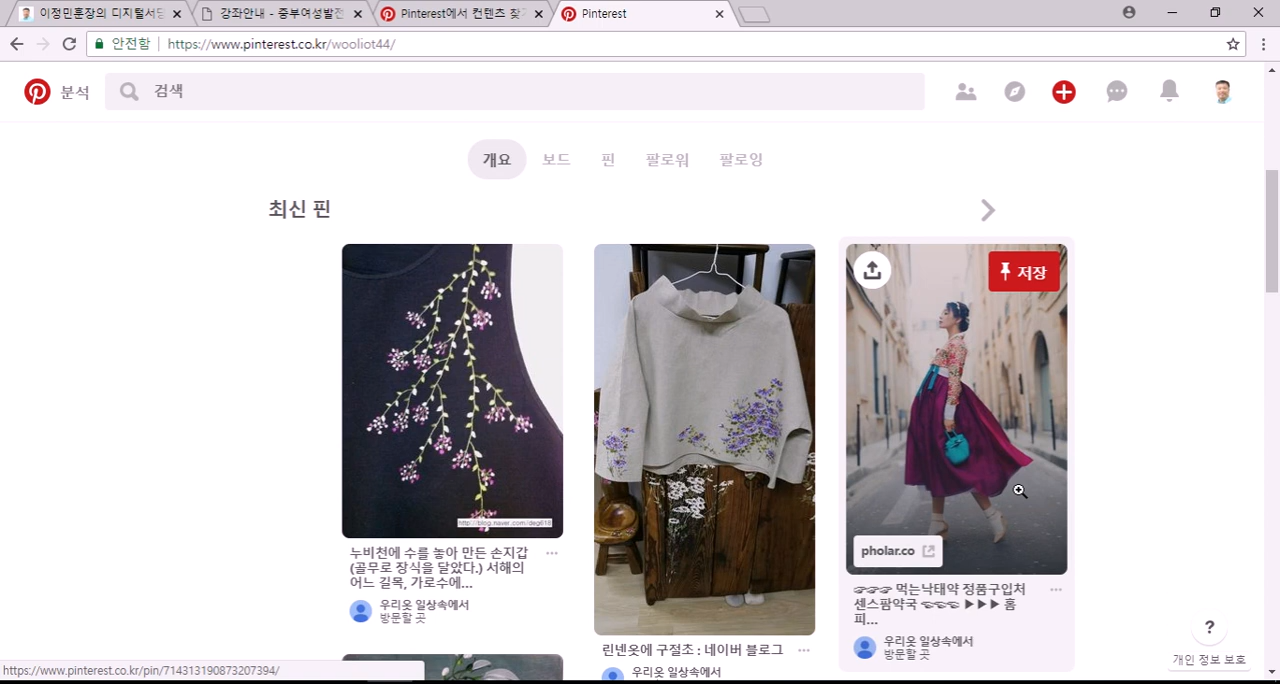 이정민훈장의 디지털서당
강좌안내 - 중부여성발전
Pinterest에서 컨텐츠 찾기
Pinterest
안전함
https://www.pinterest.co.kr/wooliot44/
분석
검색
개요
보드
핀
팔로워
팔로잉
최신 핀
저장
http://blog.naver.com/deg618
pholar.co
누비천에 수를 놓아 만든 손지갑
(골무로 장식을 달았다.) 서해의
어느 길목, 가로수에...
우리옷 일상속에서
방문할 곳
린넨옷에 구절초 : 네이버 블로그
우리옷 일상속에서
☞☞☞ 먹는낙태약 정품구입처
센스팜약국 ☜☜☜ ▶▶▶ 홈
피...
우리옷 일상속에서
방문할 곳
?
개인 정보 보호
https://www.pinterest.co.kr/pin/714313190873207394/